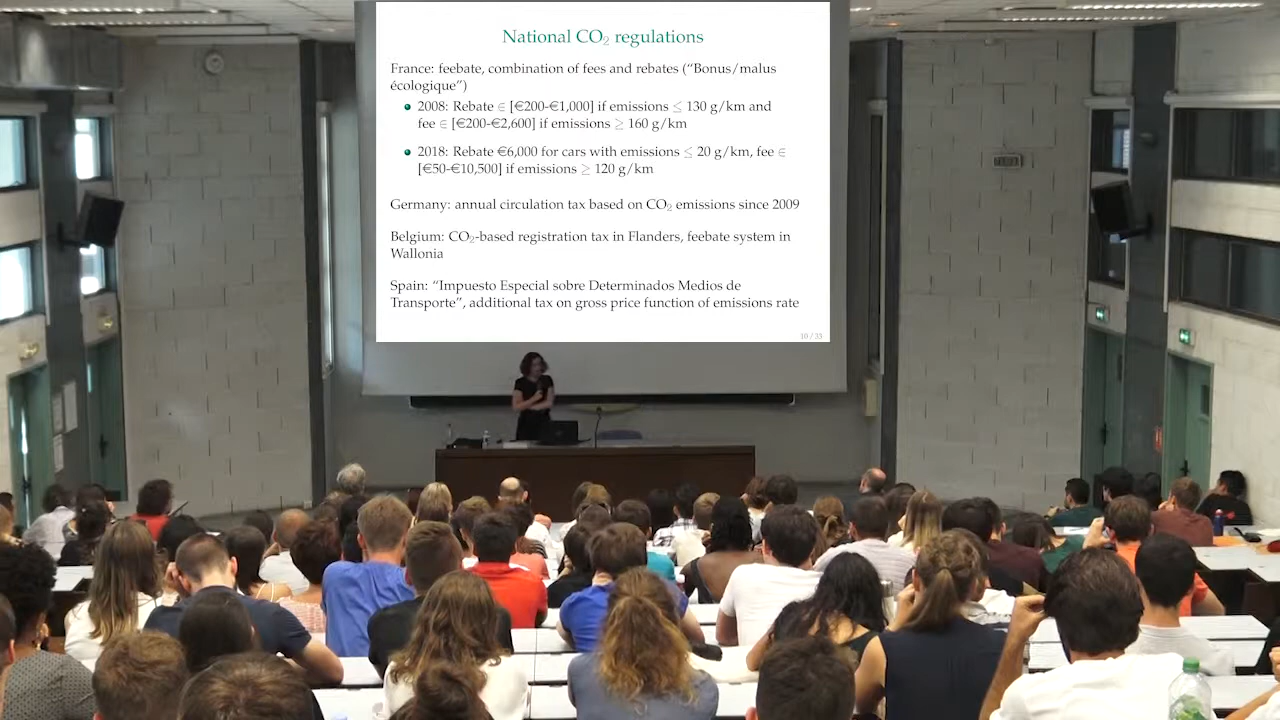 National CO₂ regulations
France: feebate, combination of fees and rebates (“Bonus/malus
écologique”)
2008: Rebate ∈ [€200-€1,000] if emissions ≤ 130 g/km and
fee ∈ [€200-€2,600] if emissions ≥ 160 g/km
2018: Rebate €6,000 for cars with emissions ≤ 20 g/km, fee ∈
[€50-€10,500] if emissions ≥ 120 g/km
Germany: annual circulation tax based on CO₂ emissions since 2009
Belgium: CO₂-based registration tax in Flanders, feebate system in
Wallonia
Spain: “Impuesto Especial sobre Determinados Medios de
Transporte”, additional tax on gross price function of emissions rate
10 / 33